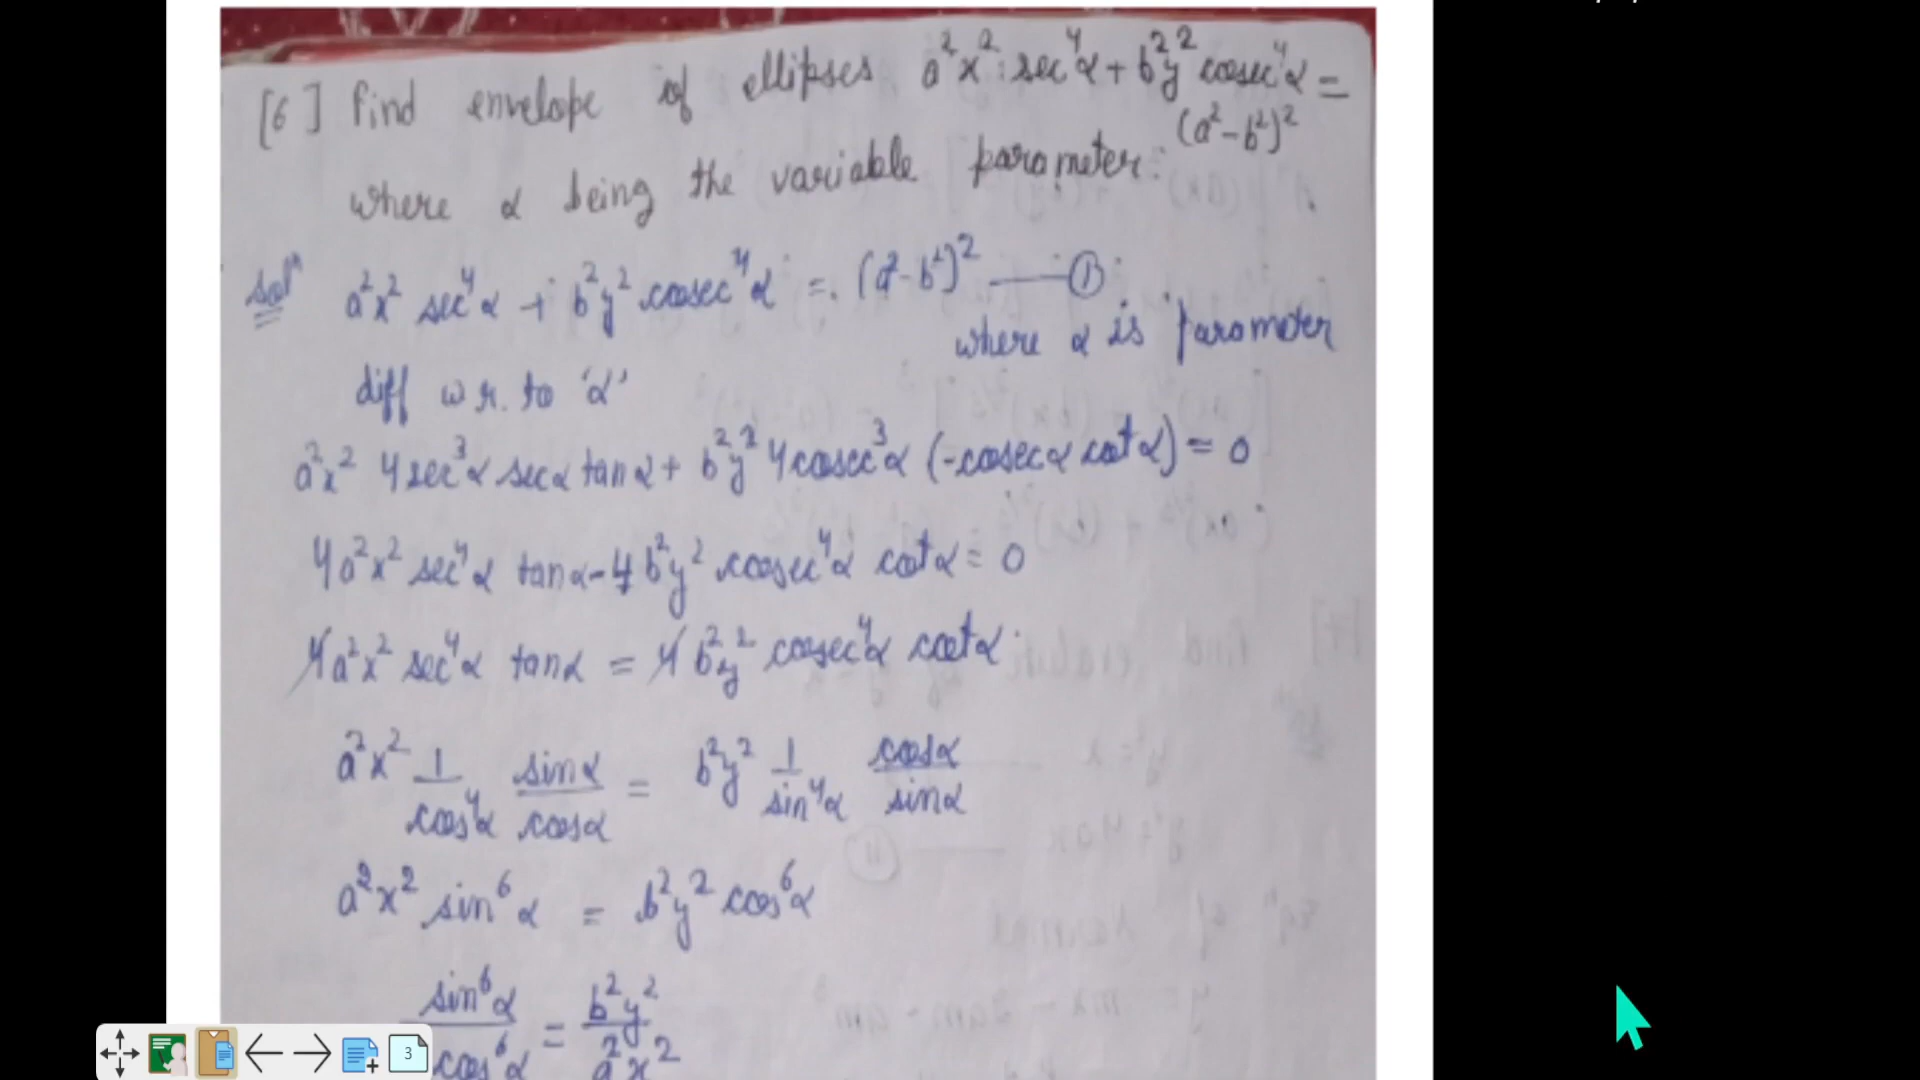 [6] Find envelope of ellipses a²x² sec⁴α + b²y² cosec⁴α =
(a²-b²)²
where α being the variable parameter.
solⁿ a²x² sec⁴α + b²y² cosec⁴α = (a²-b²)² —— ①
where α is parameter
diff w.r. to 'α'
a²x² 4sec³α secα tanα + b²y² 4cosec³α (-cosecα cotα) = 0
4a²x² sec⁴α tanα - 4b²y² cosec⁴α cotα = 0
4a²x² sec⁴α tanα = 4b²y² cosec⁴α cotα
a²x² 1/cos⁴α sinα/cosα = b²y² 1/sin⁴α cosα/sinα
a²x² sin⁶α = b²y² cos⁶α
sin⁶α/cos⁶α = b²y²/a²x²
3